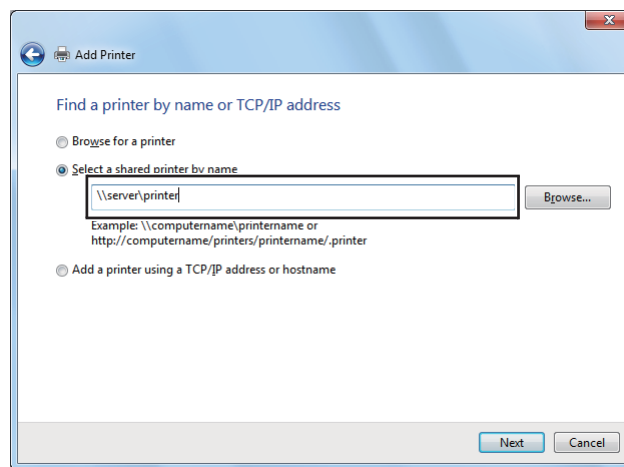 Add Printer
Find a printer by name or TCP/IP address
Browse for a printer
Select a shared printer by name
\\server\printer
Browse...
Example: \\computername\printername or
http://computername/printers/printername/.printer
Add a printer using a TCP/IP address or hostname
Next Cancel